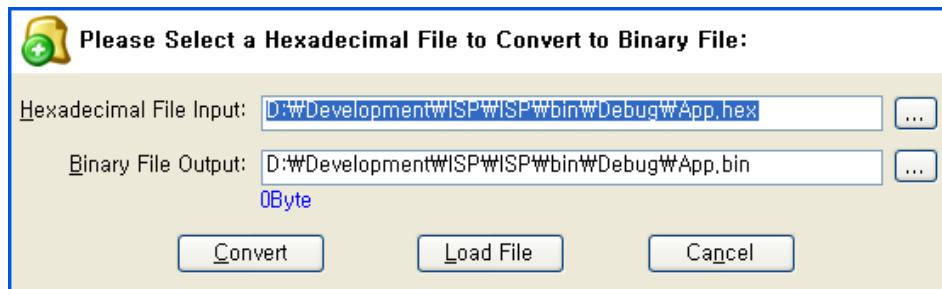 Please Select a Hexadecimal File to Convert to Binary File:
Hexadecimal File Input: D:₩Development₩ISP₩ISP₩bin₩Debug₩App.hex ...
Binary File Output: D:₩Development₩ISP₩ISP₩bin₩Debug₩App.bin ...
0Byte
Convert Load File Cancel